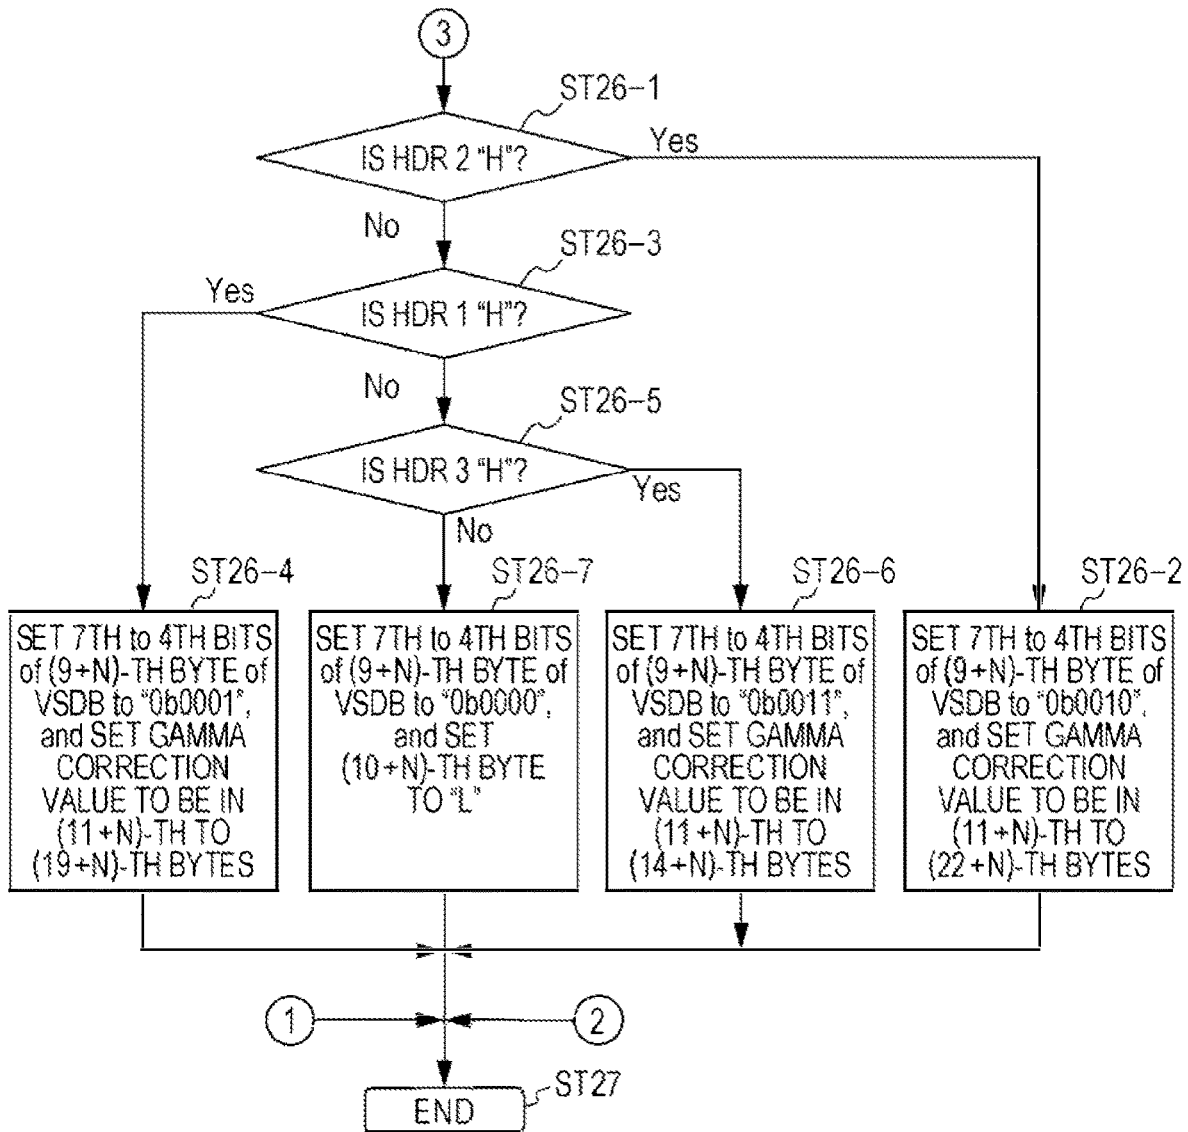 3
ST26-1
IS HDR 2 "H"?
Yes
No
ST26-3
Yes
IS HDR 1 "H"?
No
ST26-5
IS HDR 3 "H"?
Yes
No
ST26-4
SET 7TH to 4TH BITS
of (9+N)-TH BYTE of
VSDB to "0b0001",
and SET GAMMA
CORRECTION
VALUE TO BE IN
(11+N)-TH TO
(19+N)-TH BYTES
ST26-7
SET 7TH to 4TH BITS
of (9+N)-TH BYTE of
VSDB to "0b0000",
and SET
(10+N)-TH BYTE
TO "L"
ST26-6
SET 7TH to 4TH BITS
of (9+N)-TH BYTE of
VSDB to "0b0011",
and SET GAMMA
CORRECTION
VALUE TO BE IN
(11+N)-TH TO
(14+N)-TH BYTES
ST26-2
SET 7TH to 4TH BITS
of (9+N)-TH BYTE of
VSDB to "0b0010",
and SET GAMMA
CORRECTION
VALUE TO BE IN
(11+N)-TH TO
(22+N)-TH BYTES
1
2
ST27
END